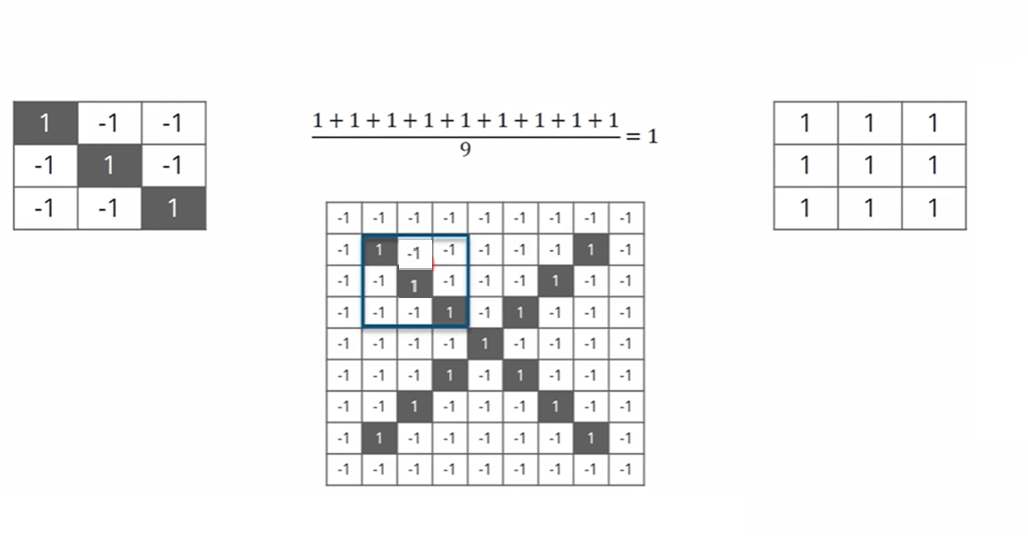 1 -1 -1
-1 1 -1
-1 -1 1
1 + 1 + 1 + 1 + 1 + 1 + 1 + 1 + 1
9
= 1
1 1 1
1 1 1
1 1 1
-1 -1 -1 -1 -1 -1 -1 -1 -1
-1 1 -1 -1 -1 -1 -1 1 -1
-1 -1 1 -1 -1 -1 1 -1 -1
-1 -1 -1 1 -1 1 -1 -1 -1
-1 -1 -1 -1 1 -1 -1 -1 -1
-1 -1 -1 1 -1 1 -1 -1 -1
-1 -1 1 -1 -1 -1 1 -1 -1
-1 1 -1 -1 -1 -1 -1 1 -1
-1 -1 -1 -1 -1 -1 -1 -1 -1